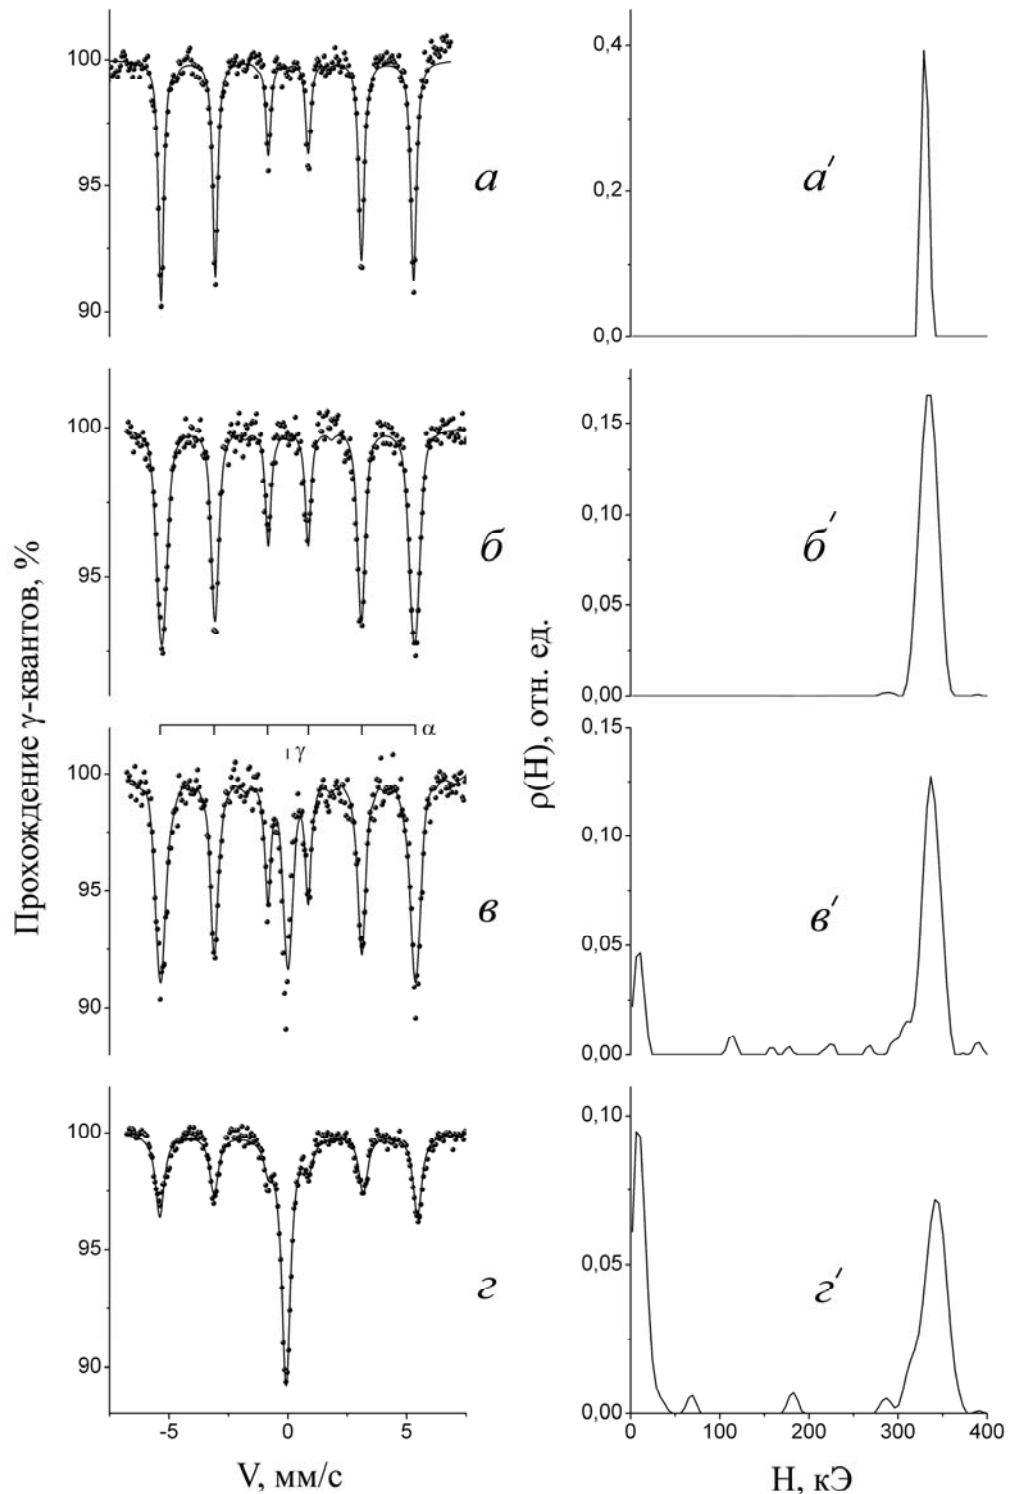 Прохождение γ-квантов, %
100
95
90
а
100
95
б
α
γ
100
95
90
в
100
95
90
г
-5
0
5
V, мм/с
ρ(H), отн. ед.
0,4
0,2
0,0
а′
0,15
0,10
0,05
0,00
б′
0,15
0,10
0,05
0,00
в′
0,10
0,05
0,00
г′
0
100
200
300
400
H, кЭ